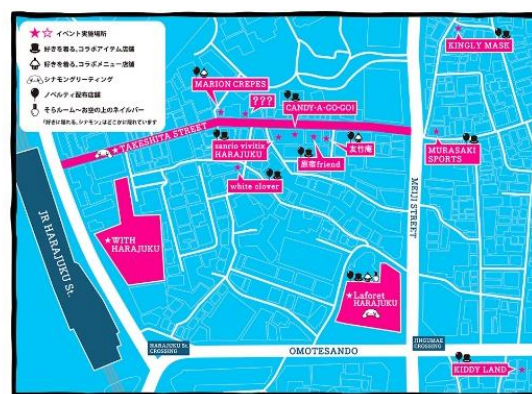 ★☆ イベント実施場所
好きを着る、コラボアイテム店舗
好きを着る、コラボメニュー店舗
シナモングリーティング
ノベルティ配布店舗
そらルーム～お空の上のネイルバー
KINGLY MASK
MARION CREPES
???
CANDY-A-GO-GO!
TAKESHITA STREET
sanrio vivitix
HARAJUKU
原宿friend
友竹庵
MURASAKI
SPORTS
white clover
MEIJI STREET
JR HARAJUKU St.
WITH
HARAJUKU
Laforet
HARAJUKU
HARAJUKU St.
CROSSING
OMOTESANDO
JINGUMAE
CROSSING
KIDDY LAND